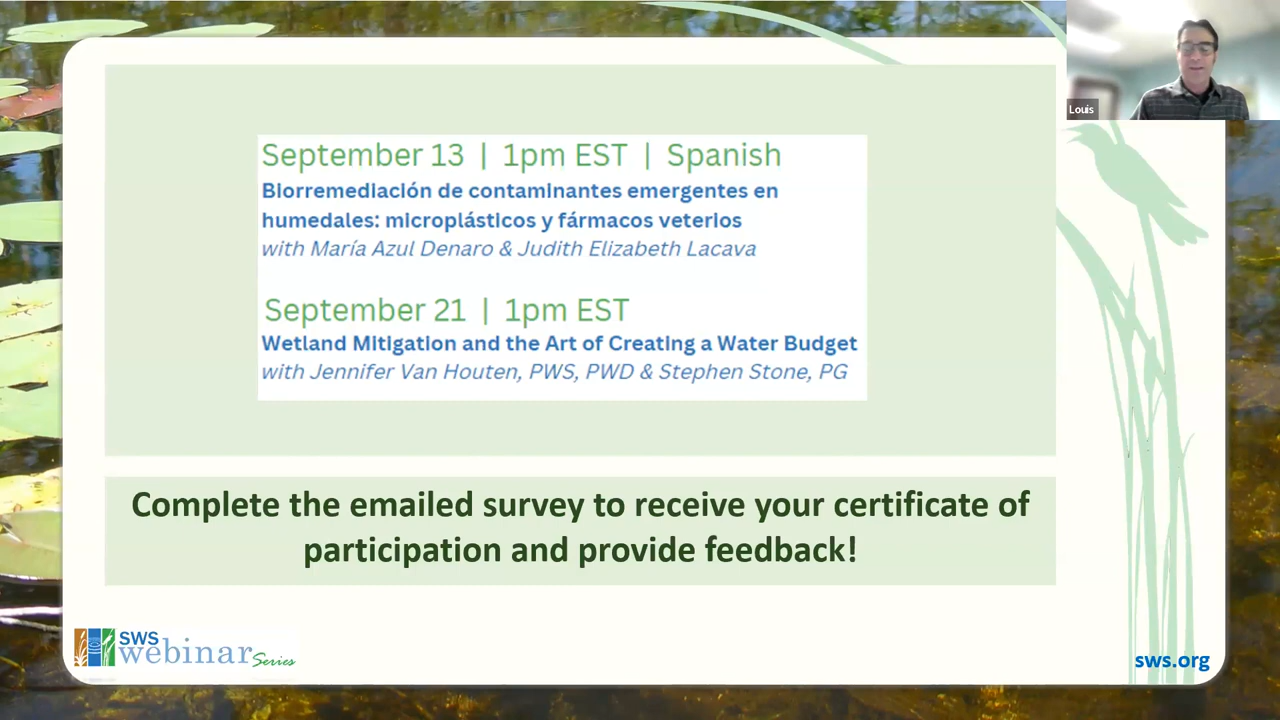 Louis
September 13 | 1pm EST | Spanish
Biorremediación de contaminantes emergentes en
humedales: microplásticos y fármacos veterios
with María Azul Denaro & Judith Elizabeth Lacava
September 21 | 1pm EST
Wetland Mitigation and the Art of Creating a Water Budget
with Jennifer Van Houten, PWS, PWD & Stephen Stone, PG
Complete the emailed survey to receive your certificate of
participation and provide feedback!
SWS
webinar Series
sws.org